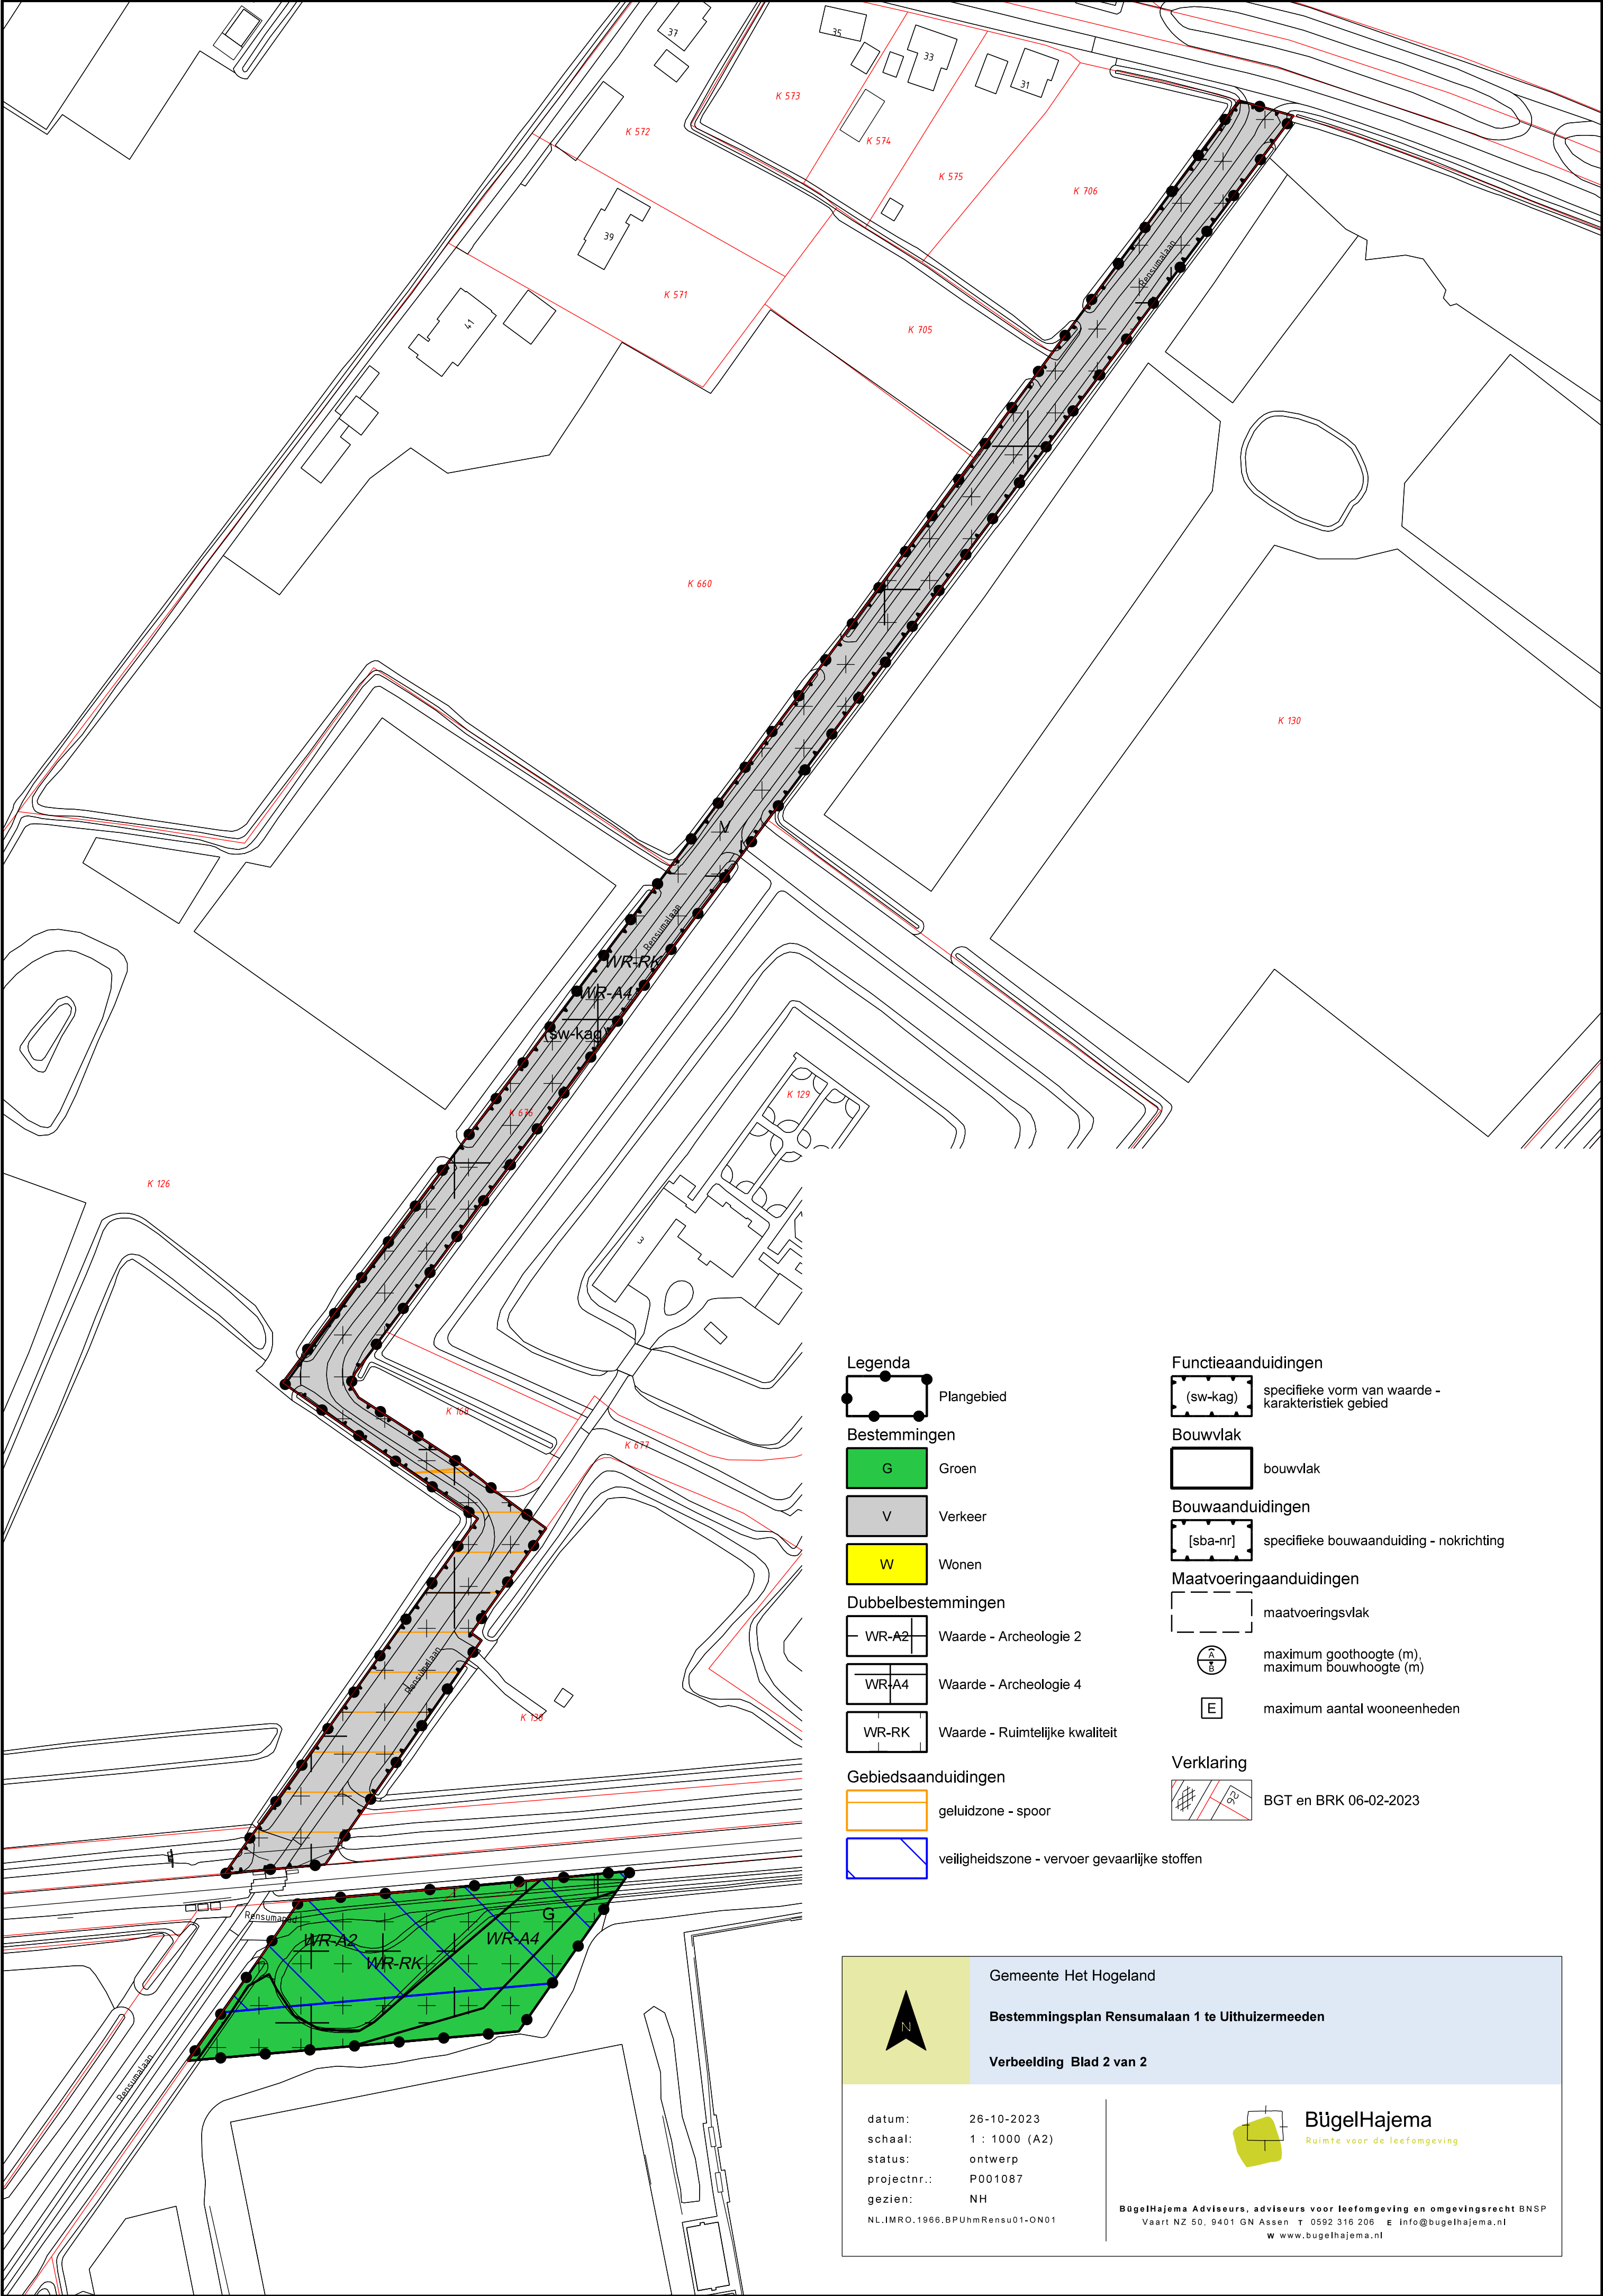 37
35
33
31
K 573
K 572
K 574
K 575
K 706
39
Rensumalaan
K 571
41
K 705
K 660
K 130
V
Rensumalaan
WR-RK
WR-A4
(sw-kag)
K 129
K 676
K 126
3
K 168
K 677
Rensumalaan
K 136
Rensumapad
G
WR-A2
WR-A4
WR-RK
Rensumalaan
Legenda
Plangebied
Bestemmingen
G Groen
V Verkeer
W Wonen
Dubbelbestemmingen
WR-A2 Waarde - Archeologie 2
WR-A4 Waarde - Archeologie 4
WR-RK Waarde - Ruimtelijke kwaliteit
Gebiedsaanduidingen
geluidzone - spoor
veiligheidszone - vervoer gevaarlijke stoffen
Functieaanduidingen
(sw-kag) specifieke vorm van waarde -
karakteristiek gebied
Bouwvlak
bouwvlak
Bouwaanduidingen
[sba-nr] specifieke bouwaanduiding - nokrichting
Maatvoeringaanduidingen
maatvoeringsvlak
A
B
maximum goothoogte (m),
maximum bouwhoogte (m)
E maximum aantal wooneenheden
Verklaring
26 BGT en BRK 06-02-2023
N
Gemeente Het Hogeland
Bestemmingsplan Rensumalaan 1 te Uithuizermeeden
Verbeelding Blad 2 van 2
datum: 26-10-2023
schaal: 1 : 1000 (A2)
status: ontwerp
projectnr.: P001087
gezien: NH
NL.IMRO.1966.BPUhmRensu01-ON01
BügelHajema
Ruimte voor de leefomgeving
BügelHajema Adviseurs, adviseurs voor leefomgeving en omgevingsrecht BNSP
Vaart NZ 50, 9401 GN Assen T 0592 316 206 E info@bugelhajema.nl
W www.bugelhajema.nl